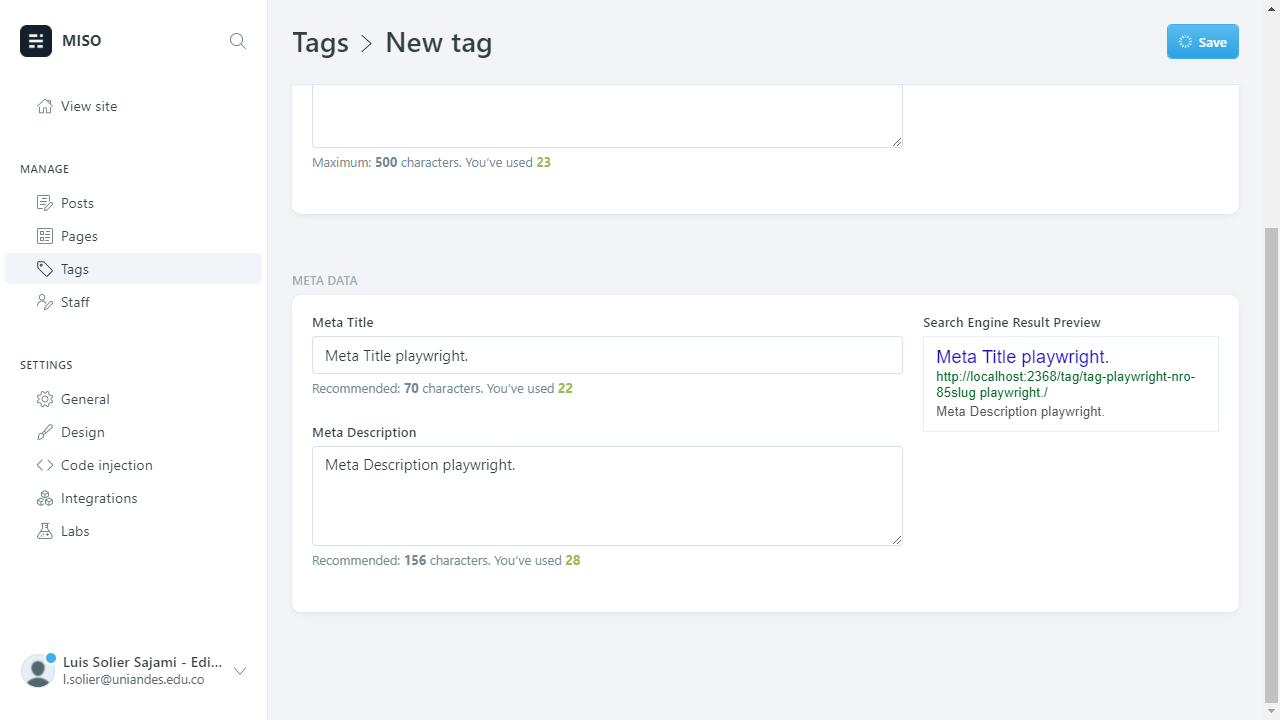 MISO
View site
MANAGE
Posts
Pages
Tags
Staff
SETTINGS
General
Design
Code injection
Integrations
Labs
Luis Solier Sajami - Edi...
l.solier@uniandes.edu.co
Tags > New tag
Save
Maximum: 500 characters. You've used 23
META DATA
Meta Title
Meta Title playwright.
Recommended: 70 characters. You've used 22
Meta Description
Meta Description playwright.
Recommended: 156 characters. You've used 28
Search Engine Result Preview
Meta Title playwright.
http://localhost:2368/tag/tag-playwright-nro-
85slug playwright./
Meta Description playwright.